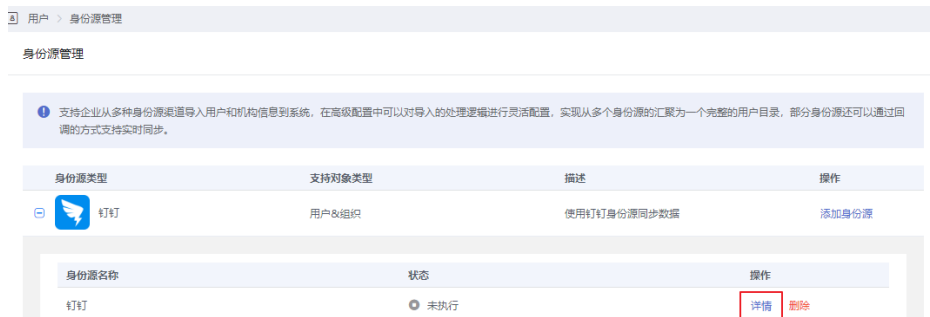 用户 > 身份源管理
身份源管理
支持企业从多种身份源渠道导入用户和机构信息到系统，在高级配置中可以对导入的处理逻辑进行灵活配置，实现从多个身份源的汇聚为一个完整的用户目录，部分身份源还可以通过回
调的方式支持实时同步。
身份源类型 支持对象类型 描述 操作
钉钉 用户&组织 使用钉钉身份源同步数据 添加身份源
身份源名称 状态 操作
钉钉 未执行 详情 删除